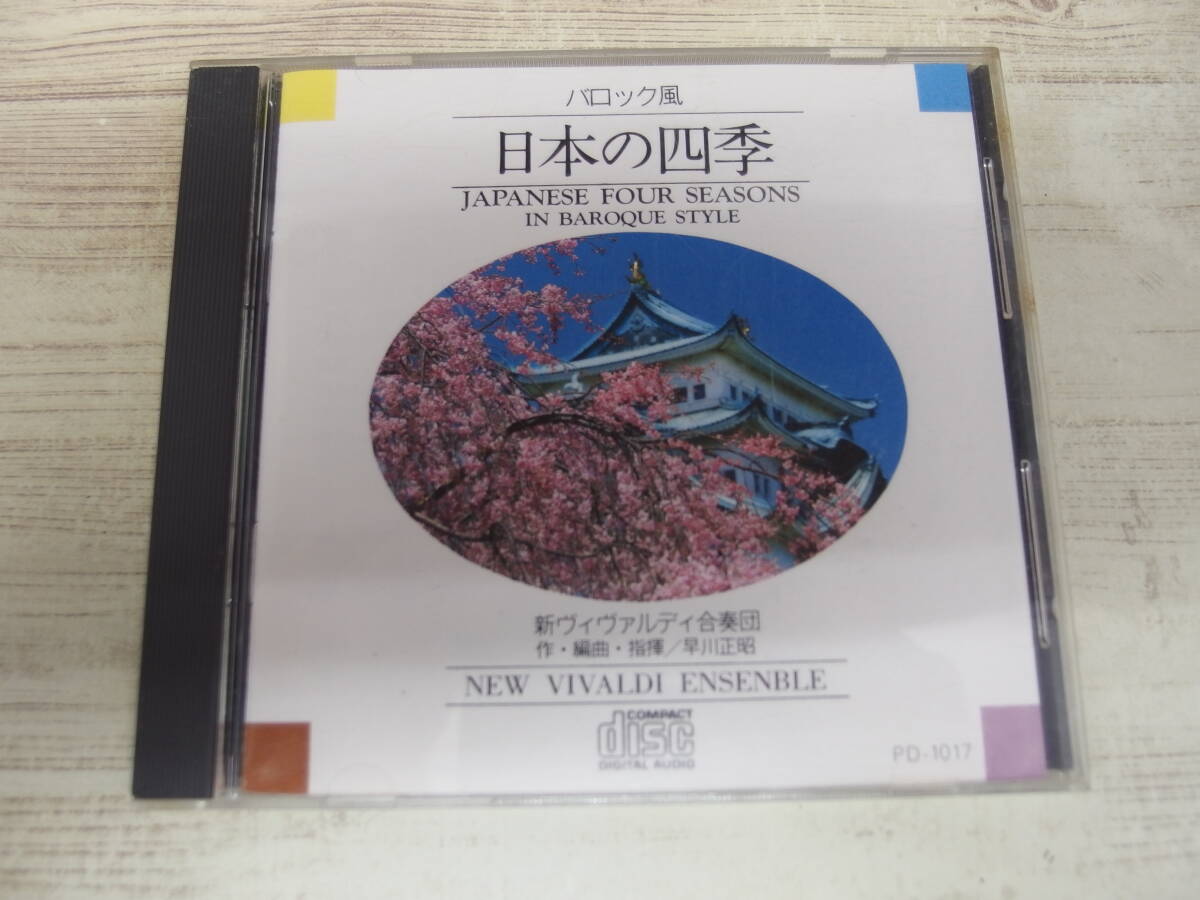 バロック風
日本の四季
JAPANESE FOUR SEASONS
IN BAROQUE STYLE
新ヴィヴァルディ合奏団
作・編曲・指揮／早川正昭
NEW VIVALDI ENSENBLE
COMPACT
disc
DIGITAL AUDIO
PD-1017